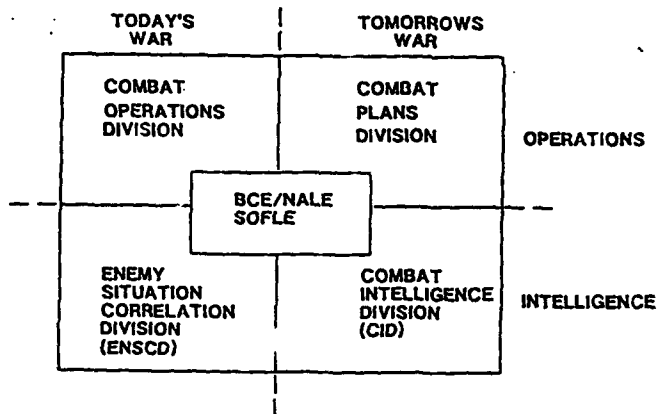 TODAY'S
WAR
TOMORROWS
WAR
COMBAT
OPERATIONS
DIVISION
COMBAT
PLANS
DIVISION
OPERATIONS
BCE/NALE
SOFLE
ENEMY
SITUATION
CORRELATION
DIVISION
(ENSCD)
COMBAT
INTELLIGENCE
DIVISION
(CID)
INTELLIGENCE